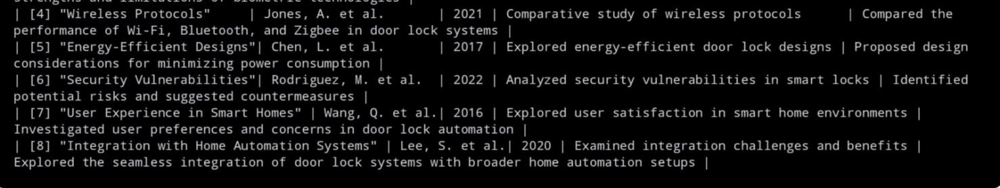 strengths and limitations of biometric technologies |
| [4] "Wireless Protocols"     | Jones, A. et al.       | 2021 | Comparative study of wireless protocols      | Compared the
performance of Wi-Fi, Bluetooth, and Zigbee in door lock systems |
| [5] "Energy-Efficient Designs"| Chen, L. et al.       | 2017 | Explored energy-efficient door lock designs | Proposed design
considerations for minimizing power consumption |
| [6] "Security Vulnerabilities"| Rodriguez, M. et al.  | 2022 | Analyzed security vulnerabilities in smart locks | Identified
potential risks and suggested countermeasures |
| [7] "User Experience in Smart Homes" | Wang, Q. et al.| 2016 | Explored user satisfaction in smart home environments |
Investigated user preferences and concerns in door lock automation |
| [8] "Integration with Home Automation Systems" | Lee, S. et al.| 2020 | Examined integration challenges and benefits |
Explored the seamless integration of door lock systems with broader home automation setups |